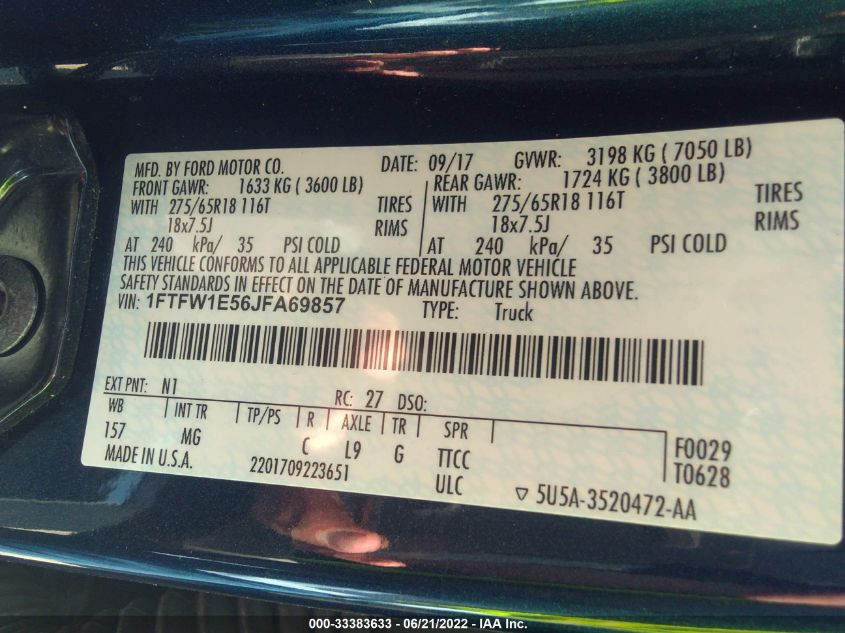 MFD. BY FORD MOTOR CO. DATE: 09/17 GVWR: 3198 KG ( 7050 LB)
FRONT GAWR: 1633 KG ( 3600 LB) REAR GAWR: 1724 KG ( 3800 LB)
WITH 275/65R18 116T TIRES WITH 275/65R18 116T TIRES
18x7.5J RIMS 18x7.5J RIMS
AT 240 kPa/ 35 PSI COLD AT 240 kPa/ 35 PSI COLD
THIS VEHICLE CONFORMS TO ALL APPLICABLE FEDERAL MOTOR VEHICLE
SAFETY STANDARDS IN EFFECT ON THE DATE OF MANUFACTURE SHOWN ABOVE.
VIN: 1FTFW1E56JFA69857 TYPE: Truck
EXT PNT: N1 RC: 27 DSO:
WB INT TR TP/PS R AXLE TR SPR
157 MG C L9 G TTCC F0029
MADE IN U.S.A. 2201709223651 ULC T0628
▽ 5U5A-3520472-AA
000-33383633 - 06/21/2022 - IAA Inc.